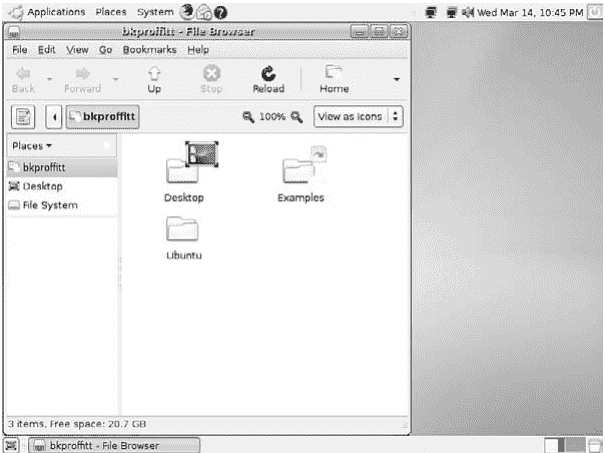 Applications Places System Wed Mar 14, 10:45 PM
bkproffitt - File Browser
File Edit View Go Bookmarks Help
Back Forward Up Stop Reload Home
bkproffitt 100% View as Icons
Places
bkproffitt
Desktop
File System
Desktop Examples
Ubuntu
3 items, Free space: 20.7 GB
bkproffitt - File Browser